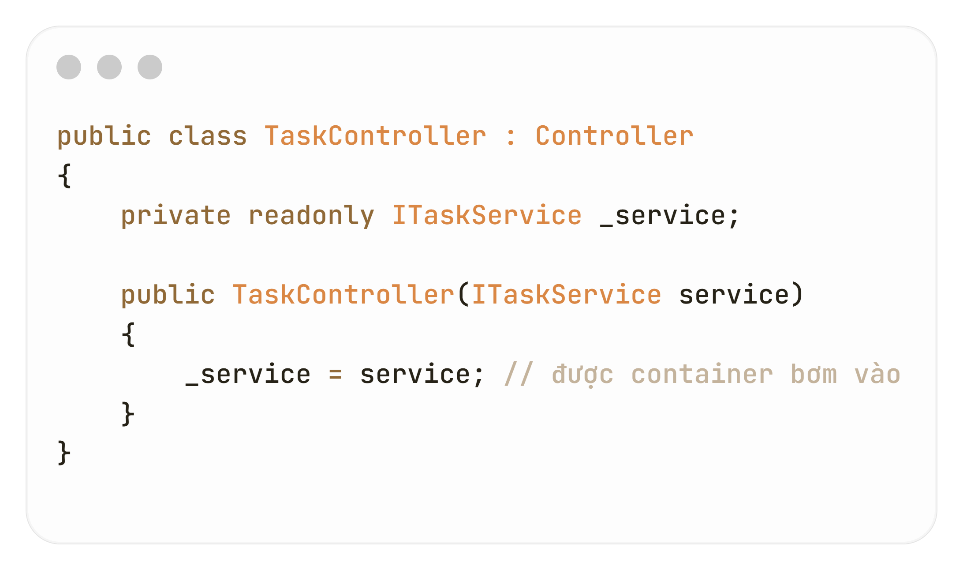 public class TaskController : Controller
{
    private readonly ITaskService _service;

    public TaskController(ITaskService service)
    {
        _service = service; // được container bơm vào
    }
}